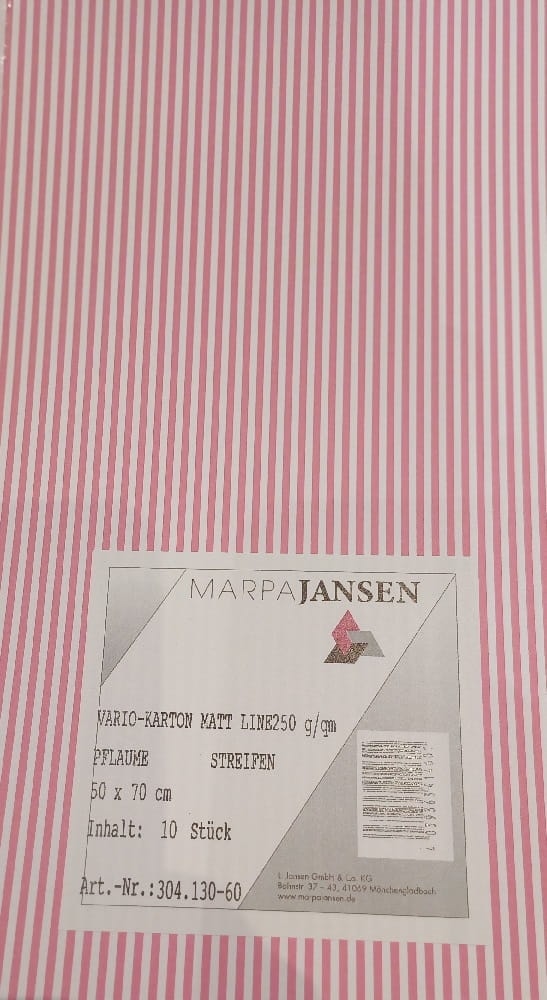 MARPAJANSEN
VARIO-KARTON MATT LINE250 g/qm
PFLAUME STREIFEN
50 x 70 cm
Inhalt: 10 Stück
Art.-Nr.:304.130-60
Jansen GmbH & Co. KG
Bahnstr. 37 - 43, 41069 Mönchengladbach
www.marpajansen.de